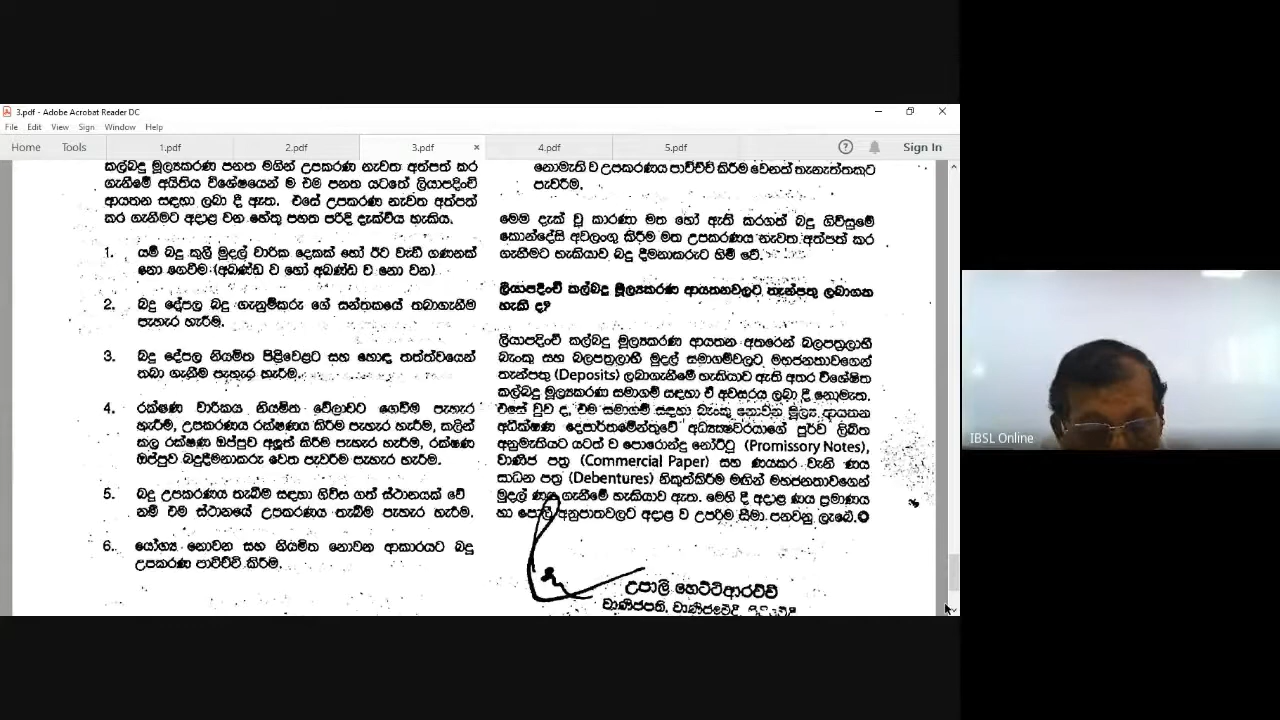 3.pdf - Adobe Acrobat Reader DC
File Edit View Sign Window Help
Home Tools 1.pdf 2.pdf 3.pdf × 4.pdf 5.pdf Sign In
කල්බදු මූල්‍යකරණ පනත මගින් උපකරණ නැවත අත්පත් කර
ගැනීමේ අයිතිය විශේෂයෙන් ම එම පනත යටතේ ලියාපදිංචි
ආයතන සඳහා ලබා දී ඇත. එසේ උපකරණ නැවත අත්පත්
කර ගැනීමට අදාළ වන හේතු පහත පරිදි දැක්විය හැකිය.
1. යම් බදු කුලී මුදල් වාරික දෙකක් හෝ ඊට වැඩි ගණනක්
නො ගෙවීම (අඛණ්ඩ ව හෝ අඛණ්ඩ ව නො වන)
2. බදු දේපල බදු ගැනුම්කරු ගේ සන්තකයේ තබාගැනීම
පැහැර හැරීම.
3. බදු දේපල නියමිත පිළිවෙළට සහ හොඳ තත්ත්වයෙන්
තබා ගැනීම පැහැර හැරීම.
4. රක්ෂණ වාරිකය නියමිත වේලාවට ගෙවීම පැහැර
හැරීම, උපකරණය රක්ෂණය කිරීම පැහැර හැරීම, කලින්
කල රක්ෂණ ඔප්පුව අලුත් කිරීම පැහැර හැරීම, රක්ෂණ
ඔප්පුව බදුදීමනාකරු වෙත පැවරීම පැහැර හැරීම.
5. බදු උපකරණය තැබීම සඳහා ගිවිස ගත් ස්ථානයක් වේ
නම් එම ස්ථානයේ උපකරණය තැබීම පැහැර හැරීම.
6. යෝග්‍ය නොවන සහ නියමිත නොවන ආකාරයට බදු
උපකරණ පාවිච්චි කිරීම.
නොමැති ව උපකරණය පාවිච්චි කිරීම වෙනත් තැනැත්තකුට
පැවරීම.
මෙම දැක් වූ කාරණා මත හෝ ඇති කරගත් බදු ගිවිසුමේ
කොන්දේසි අවලංගු කිරීම මත උපකරණය නැවත අත්පත් කර
ගැනීමට හැකියාව බදු දීමනාකරුට හිමි වේ.
ලියාපදිංචි කල්බදු මූල්‍යකරණ ආයතනවලට තැන්පතු ලබාගත
හැකි ද?
ලියාපදිංචි කල්බදු මූල්‍යකරණ ආයතන අතරෙන් බලපත්‍රලාභී
බැංකු සහ බලපත්‍රලාභී මුදල් සමාගම්වලට මහජනතාවගෙන්
තැන්පතු (Deposits) ලබාගැනීමේ හැකියාව ඇති අතර විශේෂිත
කල්බදු මූල්‍යකරණ සමාගම් සඳහා ඒ අවසරය ලබා දී නොමැත.
එසේ වුව ද, එම සමාගම් සඳහා බැංකු නොවන මූල්‍ය ආයතන
අධීක්ෂණ දෙපාර්තමේන්තුවේ අධ්‍යක්ෂවරයාගේ පූර්ව ලිඛිත
අනුමැතියට යටත් ව පොරොන්දු නෝට්ටු (Promissory Notes),
වාණිජ පත්‍ර (Commercial Paper) සහ ණයකර වැනි ණය
සාධන පත්‍ර (Debentures) නිකුත්කිරීම මගින් මහජනතාවගෙන්
මුදල් ණය ගැනීමේ හැකියාව ඇත. මෙහි දී අදාළ ණය ප්‍රමාණය
හා පොලී අනුපාතවලට අදාළ ව උපරිම සීමා පනවනු ලැබේ.
උපාලි හෙට්ටිආරච්චි
වාණිජපති, වාණිජවේදී
IBSL Online